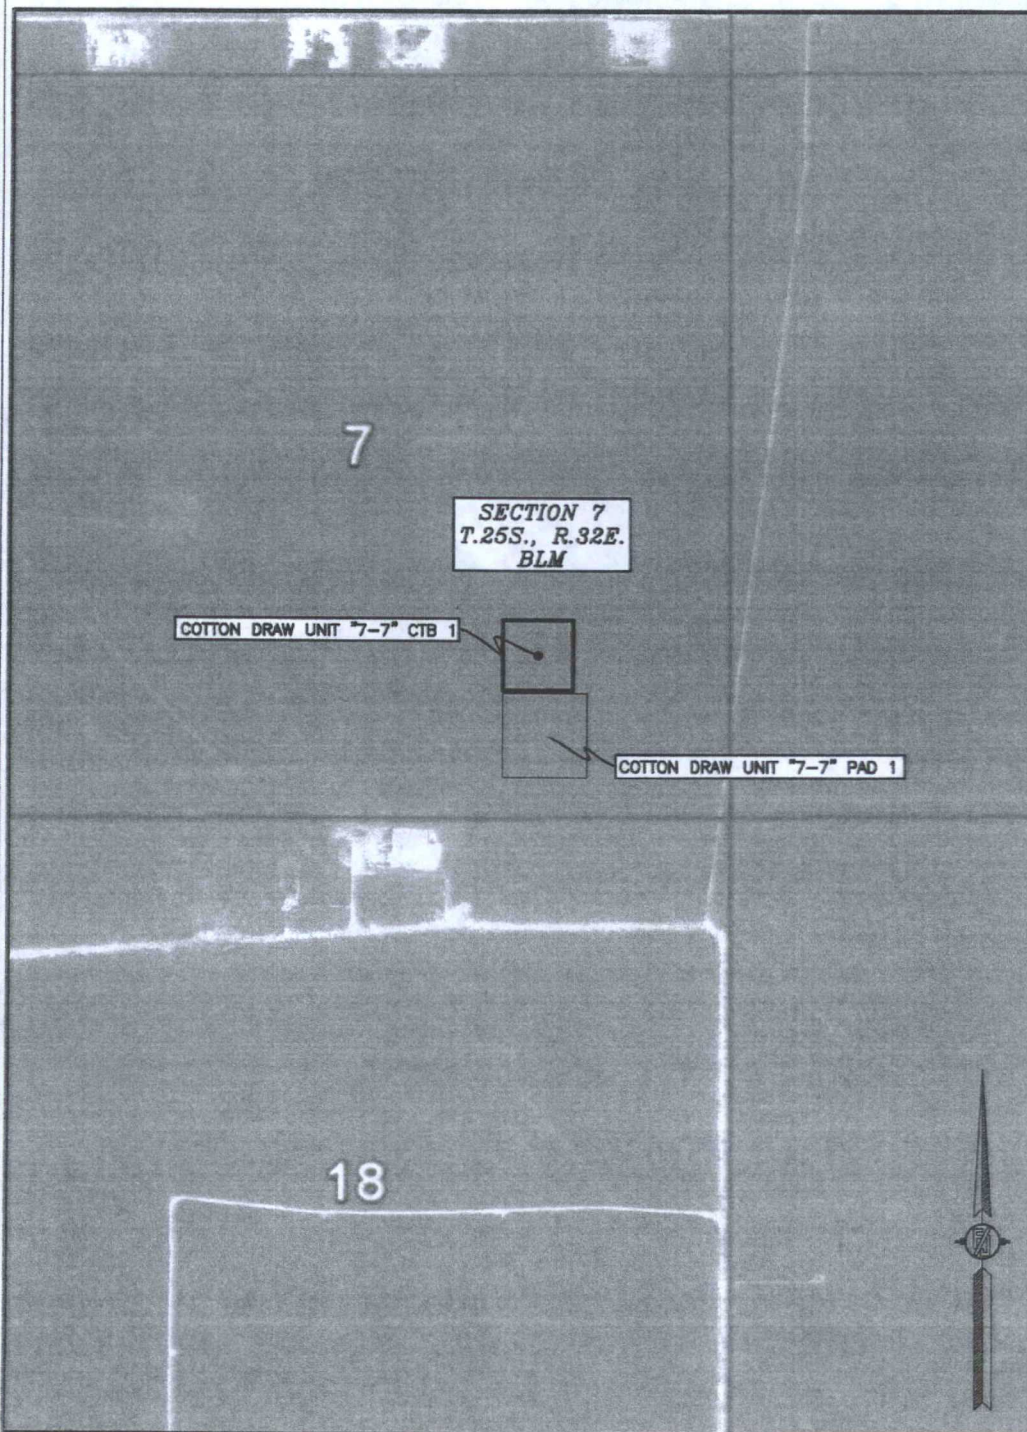 7
SECTION 7
T.25S., R.32E.
BLM
COTTON DRAW UNIT "7-7" CTB 1
COTTON DRAW UNIT "7-7" PAD 1
18